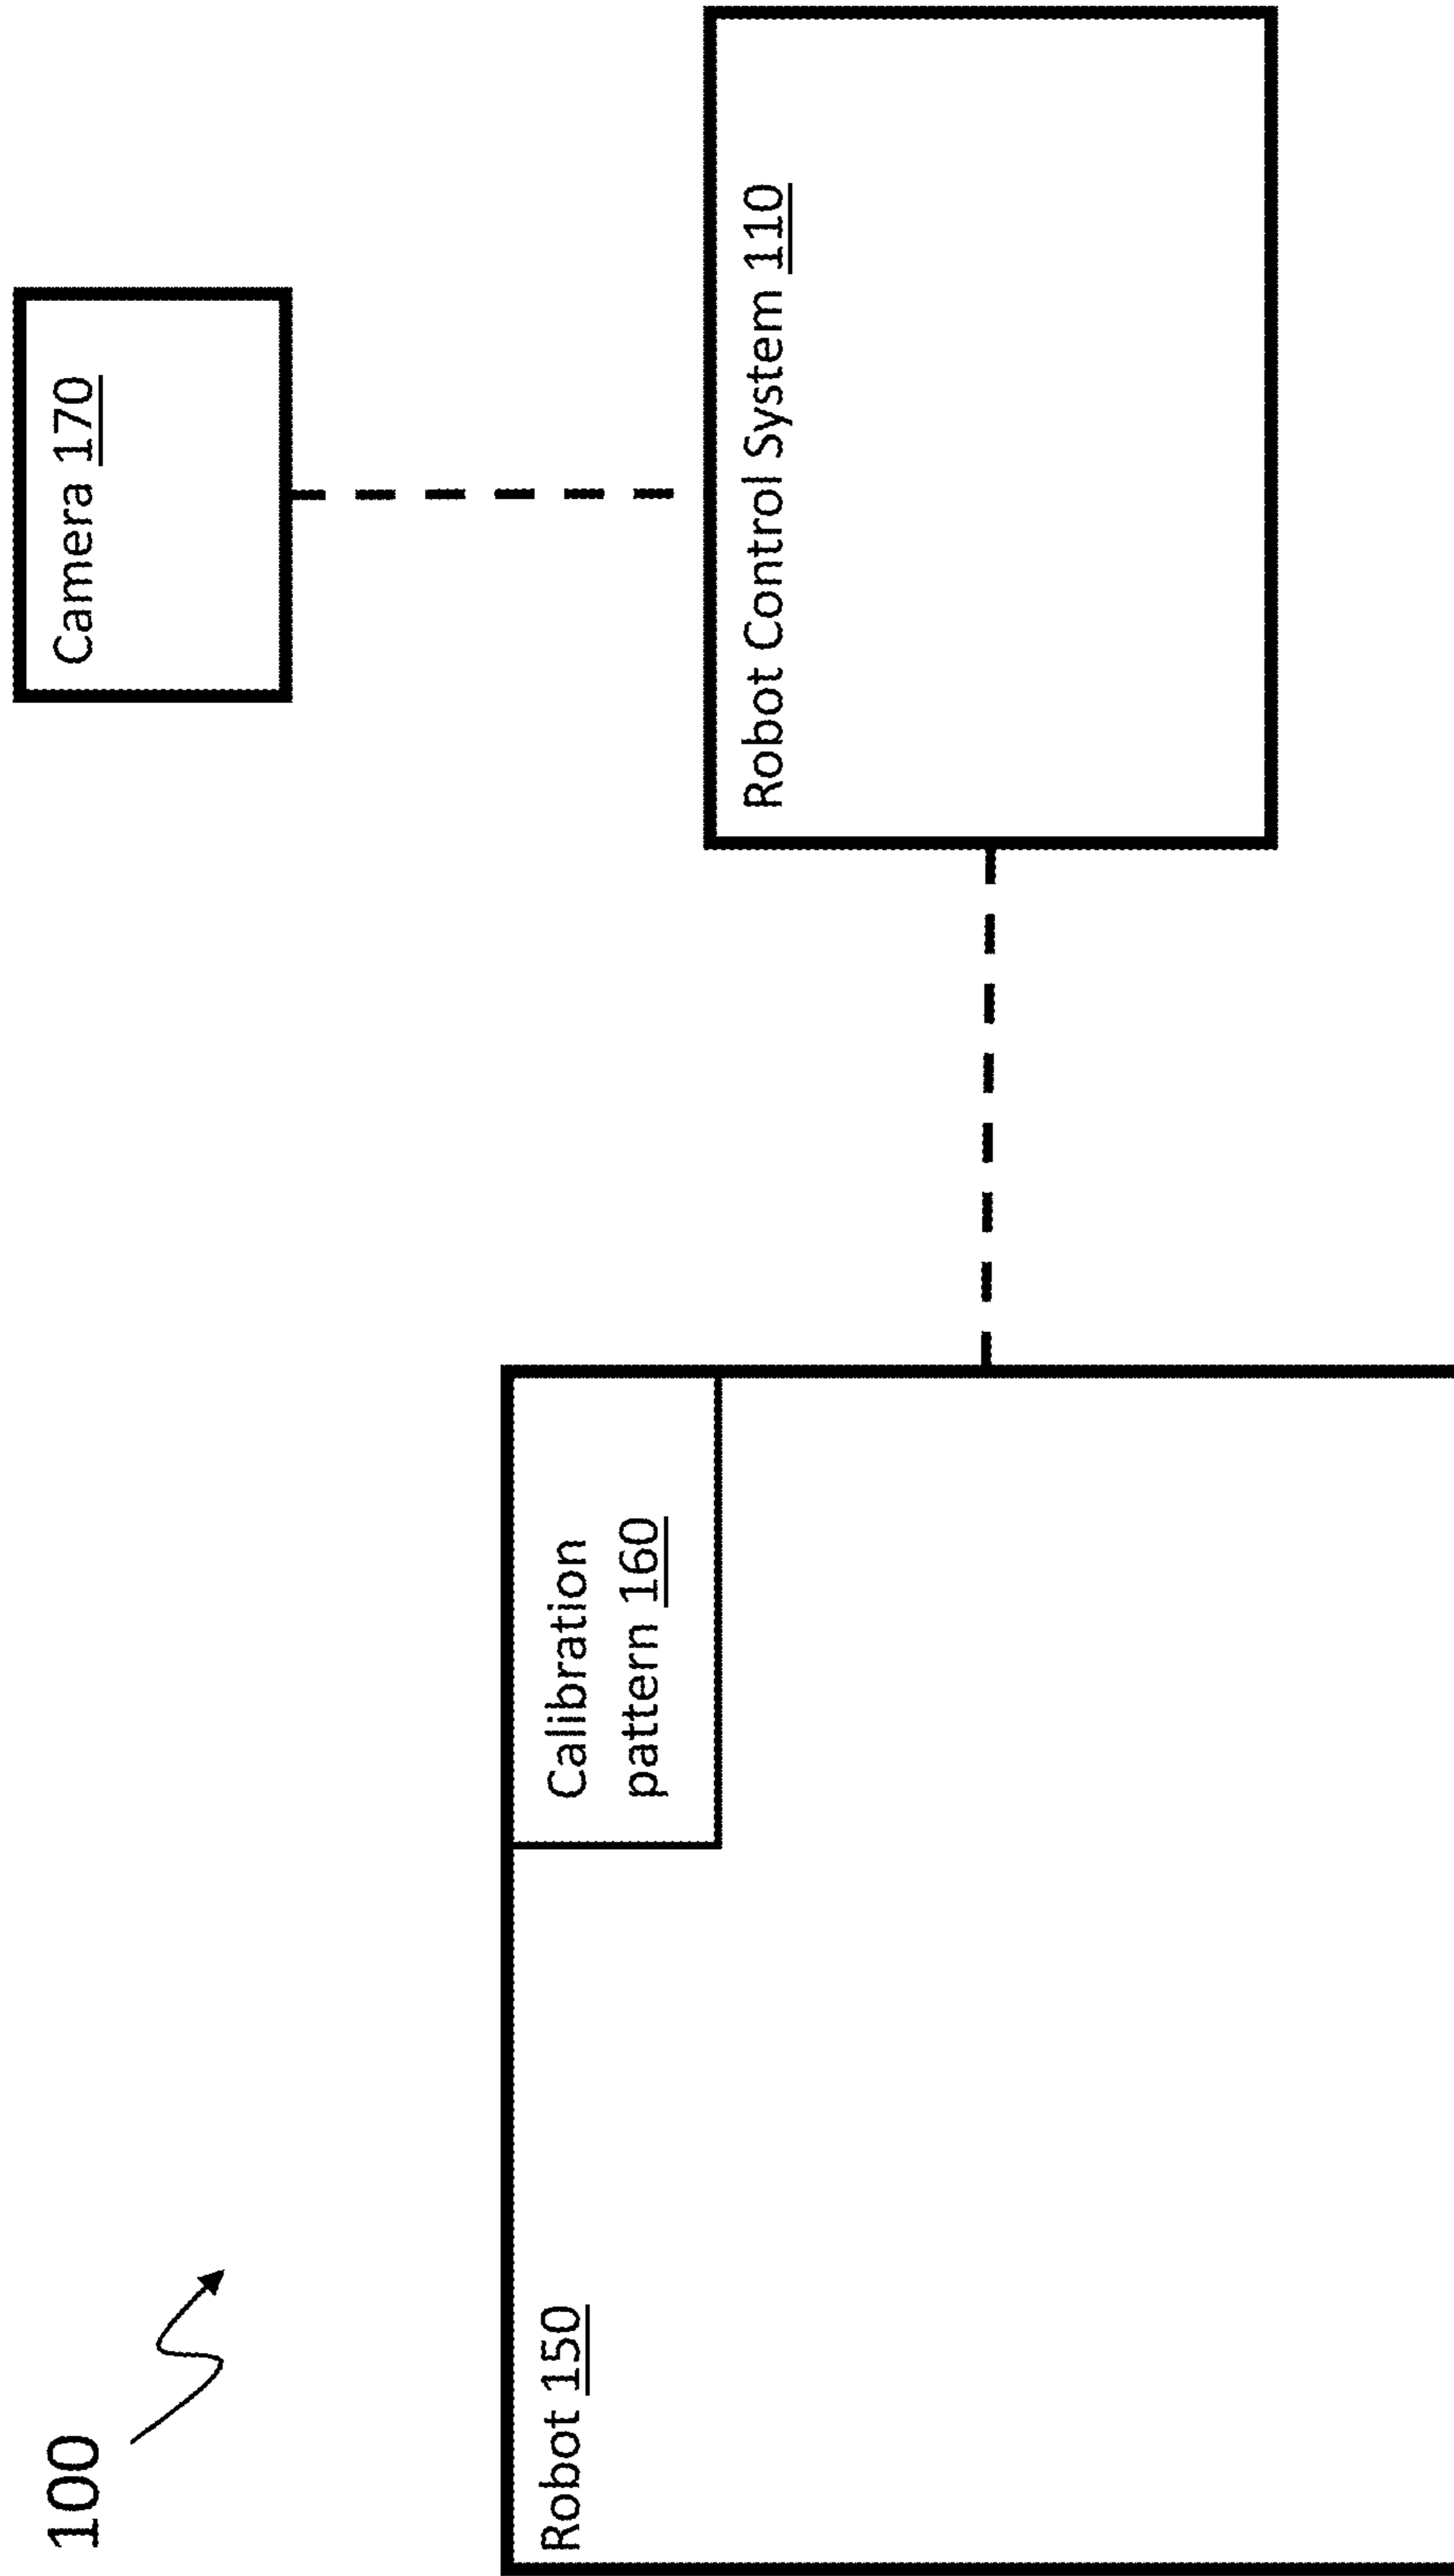 100
Camera 170
Robot 150
Calibration
pattern 160
Robot Control System 110